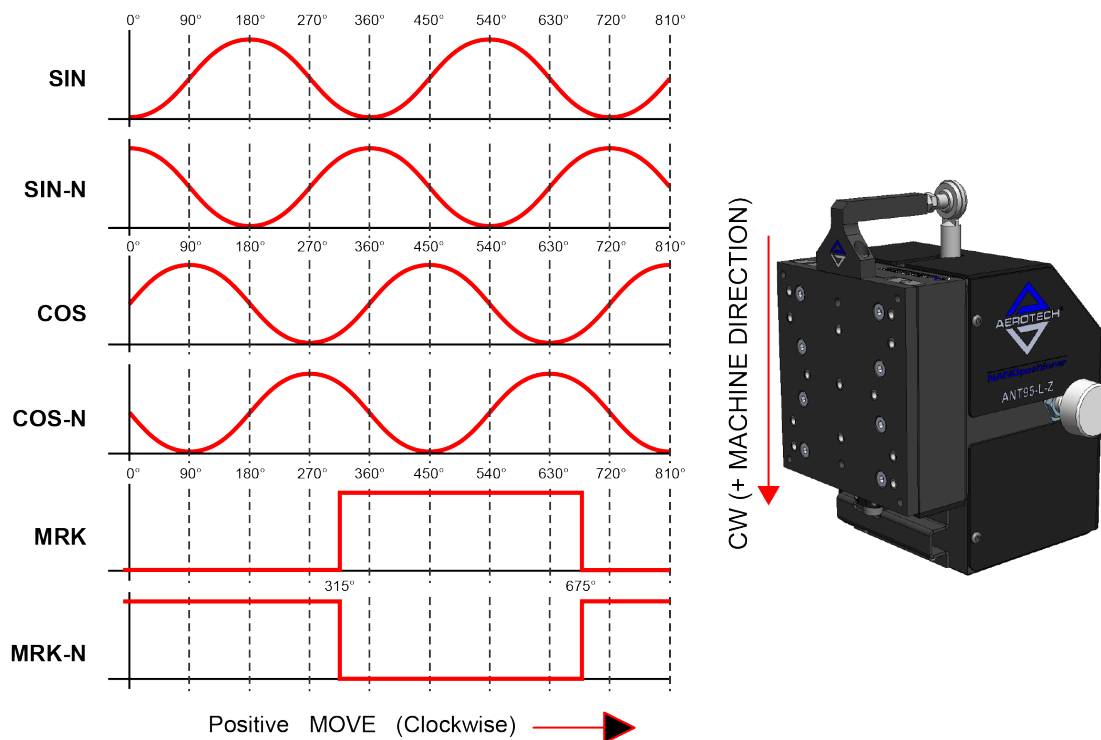 0° 90° 180° 270° 360° 450° 540° 630° 720° 810°
SIN
SIN-N
0° 90° 180° 270° 360° 450° 540° 630° 720° 810°
COS
COS-N
0° 90° 180° 270° 360° 450° 540° 630° 720° 810°
MRK
315° 675°
MRK-N
Positive MOVE (Clockwise)
CW (+ MACHINE DIRECTION)
AEROTECH
ANT95-L-Z